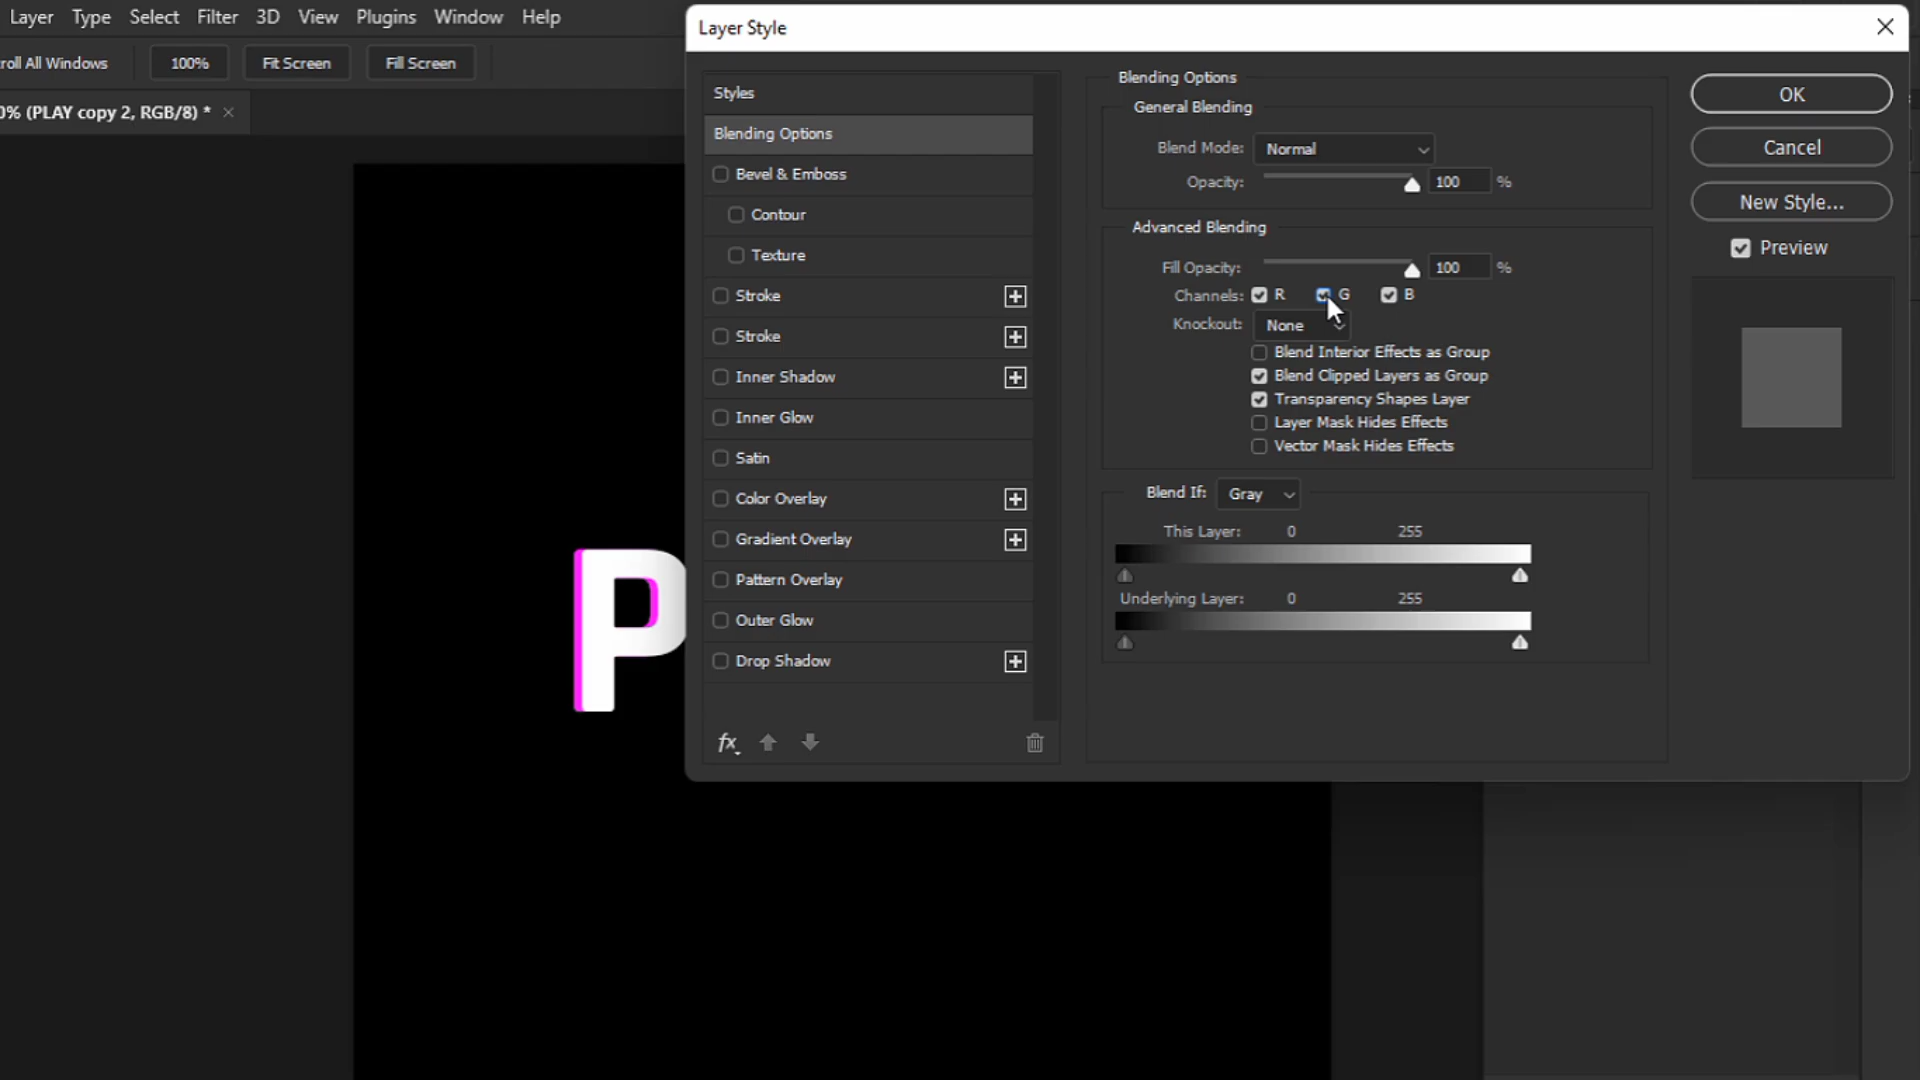 Layer Type Select Filter 3D View Plugins Window Help
roll All Windows 100% Fit Screen Fill Screen
0% (PLAY copy 2, RGB/8) * ×
P
Layer Style
Styles
Blending Options
Bevel & Emboss
Contour
Texture
Stroke
Stroke
Inner Shadow
Inner Glow
Satin
Color Overlay
Gradient Overlay
Pattern Overlay
Outer Glow
Drop Shadow
fx
Blending Options
General Blending
Blend Mode: Normal
Opacity: 100 %
Advanced Blending
Fill Opacity: 100 %
Channels: R G B
Knockout: None
Blend Interior Effects as Group
Blend Clipped Layers as Group
Transparency Shapes Layer
Layer Mask Hides Effects
Vector Mask Hides Effects
Blend If: Gray
This Layer: 0 255
Underlying Layer: 0 255
OK
Cancel
New Style...
Preview